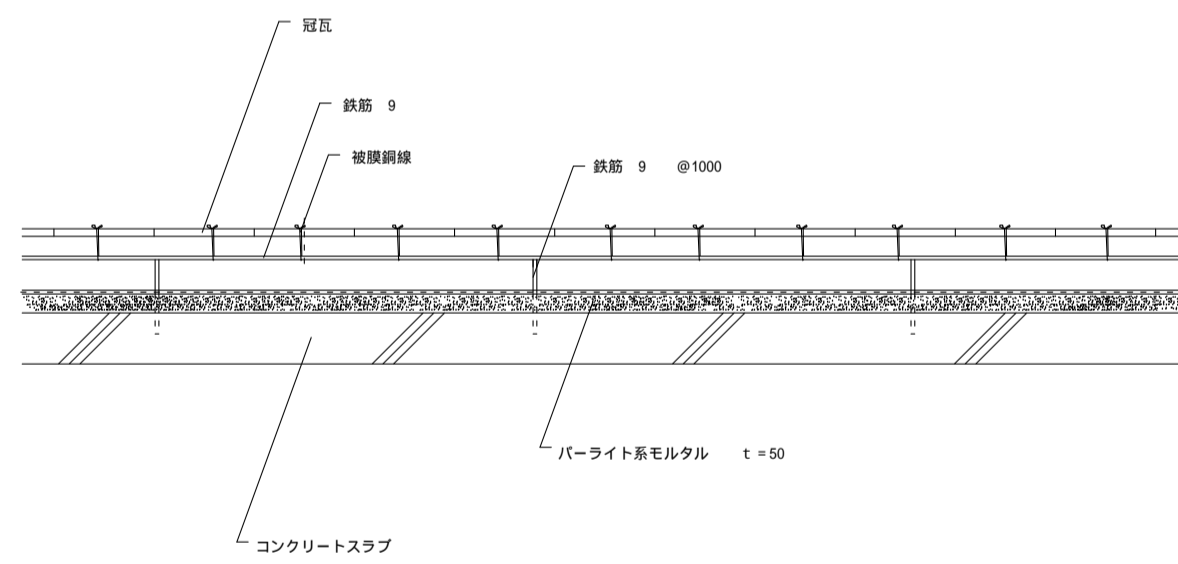 冠瓦
鉄筋 9
被膜銅線
鉄筋 9 @1000
パーライト系モルタル t=50
コンクリートスラブ